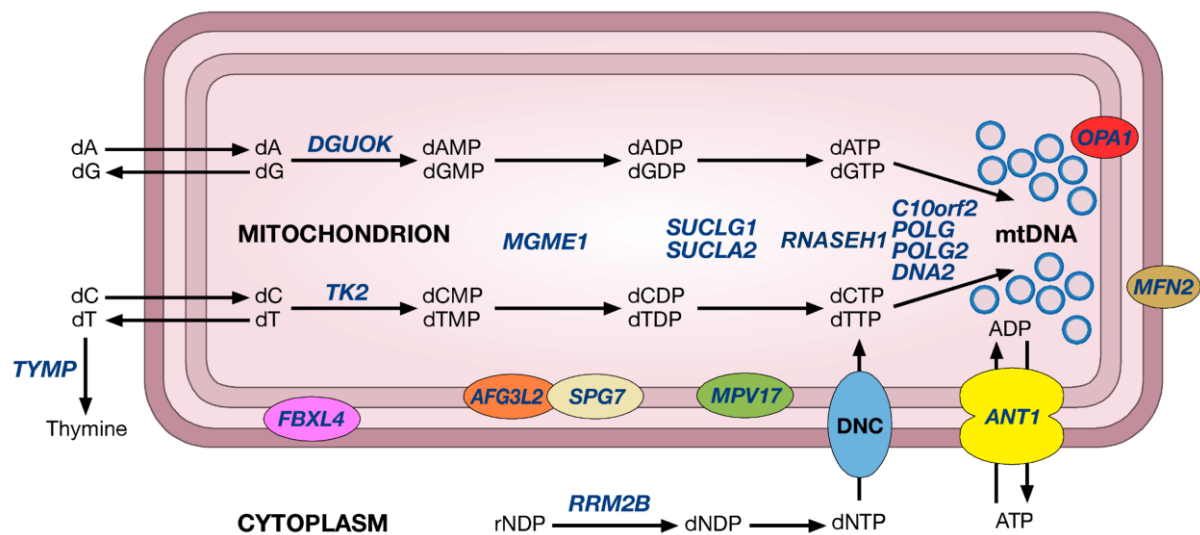 OPA1
dA
dA
DGUOK
dAMP
dADP
dATP
dG
dG
dGMP
dGDP
dGTP
MITOCHONDRION
MGME1
SUCLG1
SUCLA2
RNASEH1
C10orf2
POLG
POLG2
DNA2
mtDNA
MFN2
dC
dC
TK2
dCMP
dCDP
dCTP
dT
dT
dTMP
dTDP
dTTP
ADP
TYMP
Thymine
FBXL4
AFG3L2
SPG7
MPV17
DNC
ANT1
CYTOPLASM
rNDP
RRM2B
dNDP
dNTP
ATP